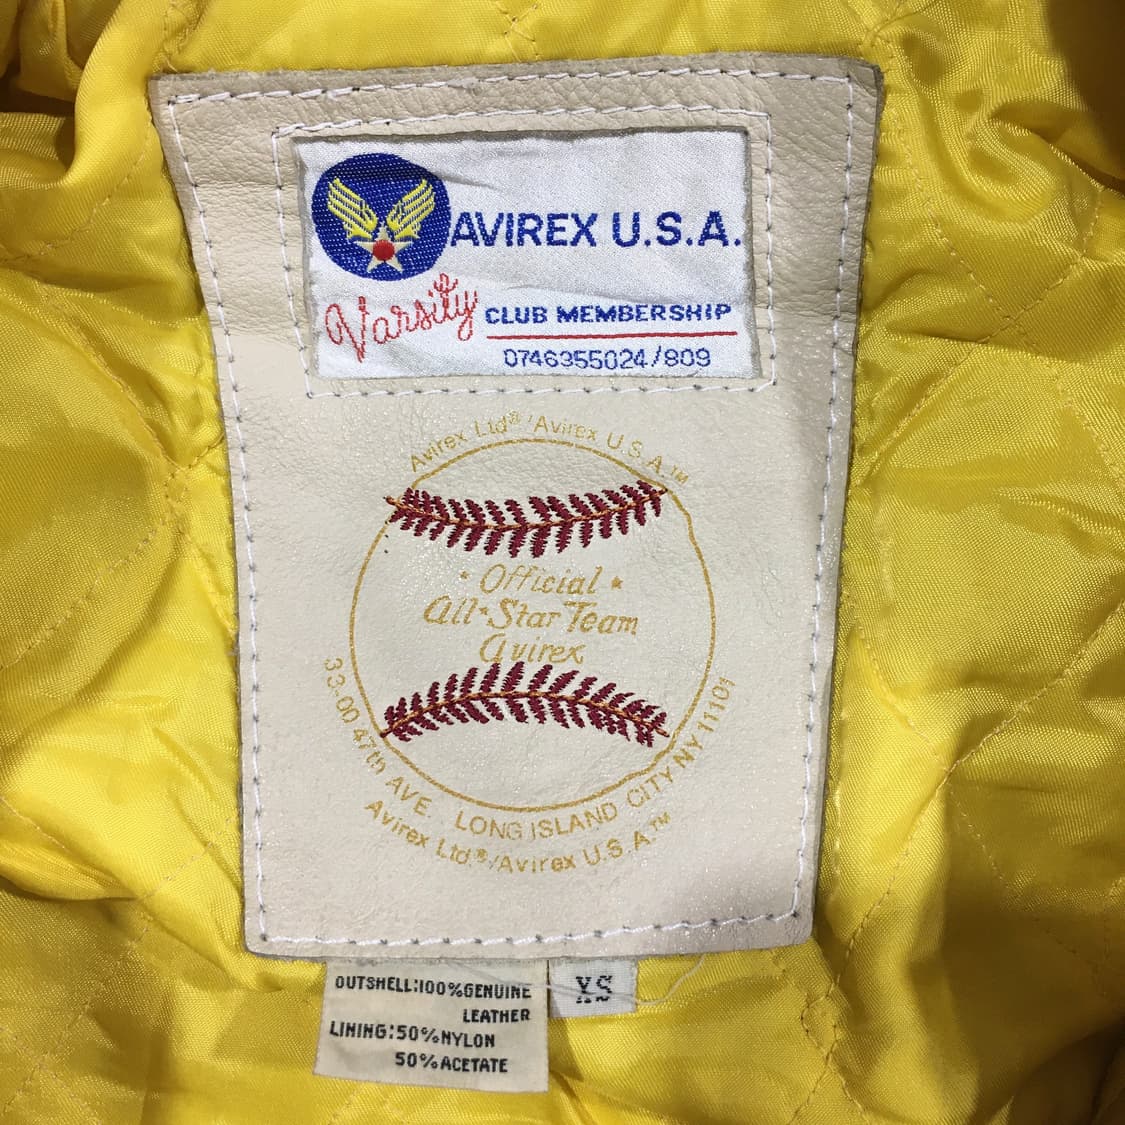 AVIREX U.S.A.
Varsity CLUB MEMBERSHIP
0746355024/809
Avirex Ltd®/Avirex U.S.A.™
· Official ★
All★Star Team
Avirex
33-00 47th AVE. LONG ISLAND CITY NY 11101
Avirex Ltd.®/Avirex U.S.A.™
OUTSHELL:100%GENUINE
LEATHER
LINING:50%NYLON
50%ACETATE
XS